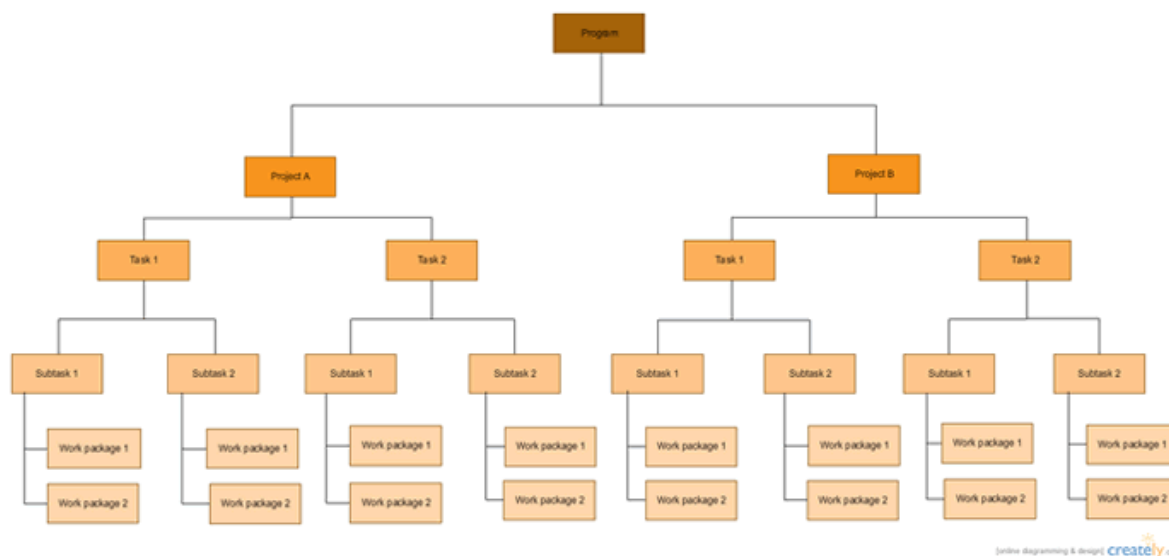 Program
Project A
Project B
Task 1
Task 2
Task 1
Task 2
Subtask 1
Subtask 2
Subtask 1
Subtask 2
Subtask 1
Subtask 2
Subtask 1
Subtask 2
Work package 1
Work package 1
Work package 1
Work package 1
Work package 1
Work package 1
Work package 1
Work package 1
Work package 2
Work package 2
Work package 2
Work package 2
Work package 2
Work package 2
Work package 2
Work package 2
[online diagramming & design] creately